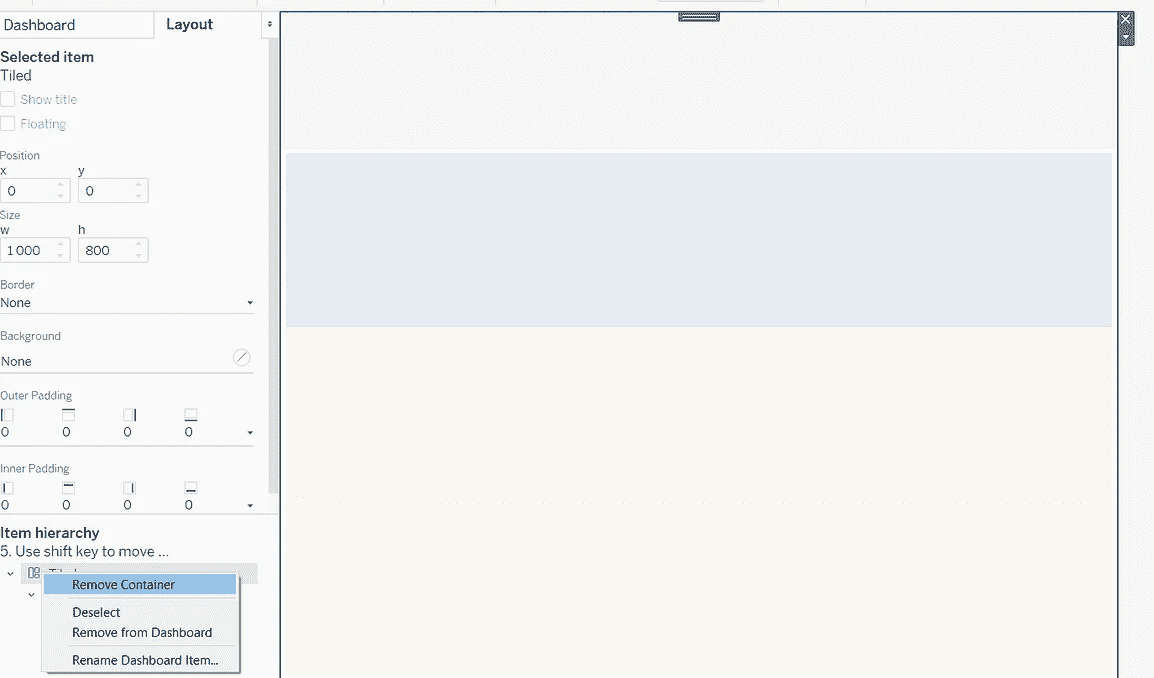 Dashboard Layout
Selected item
Tiled
Show title
Floating
Position
x y
0 0
Size
w h
1 000 800
Border
None
Background
None
Outer Padding
0 0 0 0
Inner Padding
0 0 0 0
Item hierarchy
5. Use shift key to move ...
Remove Container
Deselect
Remove from Dashboard
Rename Dashboard Item...